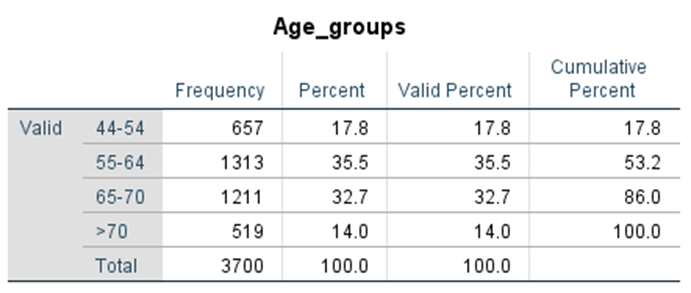 Age_groups
Frequency Percent Valid Percent Cumulative Percent
Valid 44-54 657 17.8 17.8 17.8
55-64 1313 35.5 35.5 53.2
65-70 1211 32.7 32.7 86.0
>70 519 14.0 14.0 100.0
Total 3700 100.0 100.0